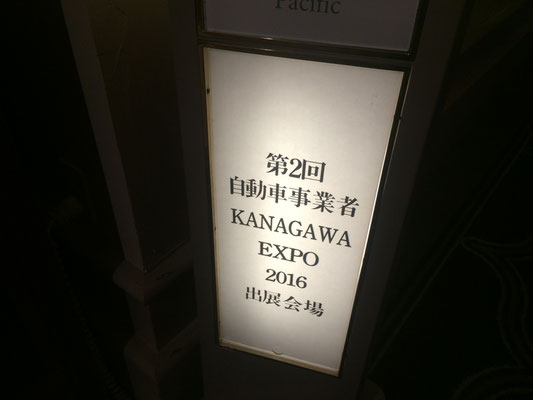 Pacific
第2回
自動車事業者
KANAGAWA
EXPO
2016
出展会場